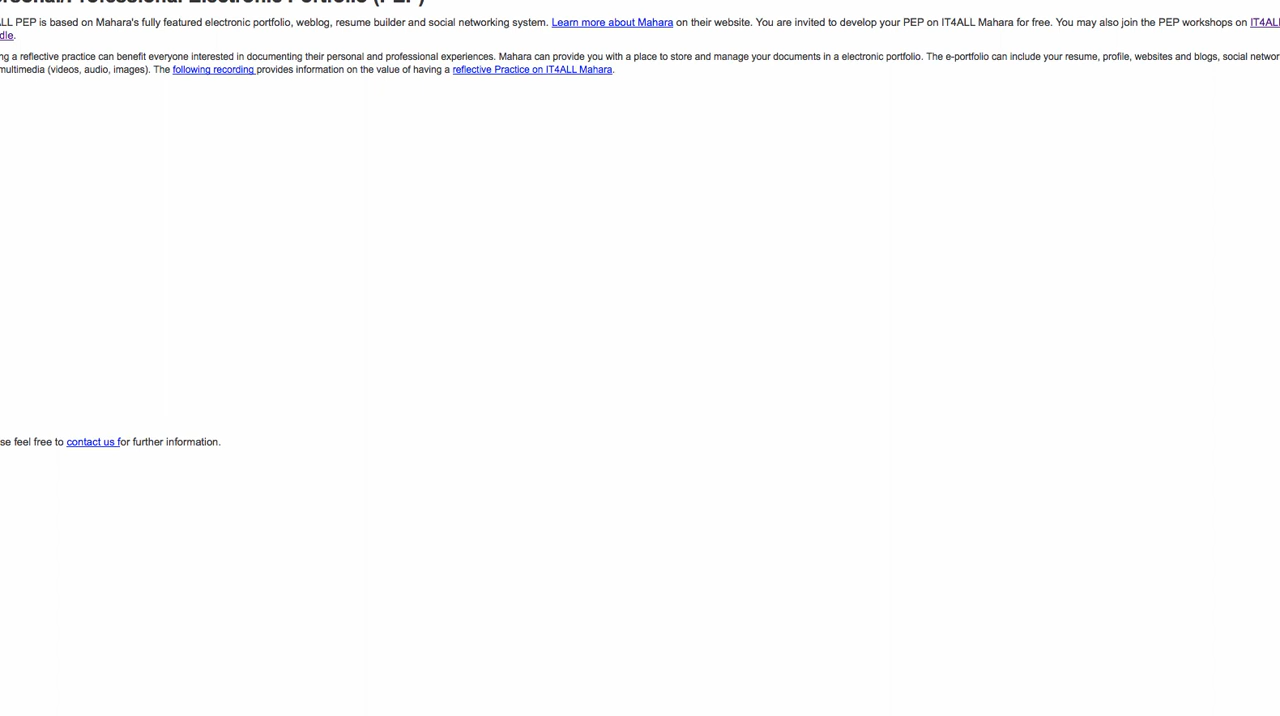 Personal/Professional Electronic Portfolio (PEP)
ALL PEP is based on Mahara's fully featured electronic portfolio, weblog, resume builder and social networking system. Learn more about Mahara on their website. You are invited to develop your PEP on IT4ALL Mahara for free. You may also join the PEP workshops on IT4ALL
dle.
ng a reflective practice can benefit everyone interested in documenting their personal and professional experiences. Mahara can provide you with a place to store and manage your documents in a electronic portfolio. The e-portfolio can include your resume, profile, websites and blogs, social networ
multimedia (videos, audio, images). The following recording provides information on the value of having a reflective Practice on IT4ALL Mahara.
se feel free to contact us for further information.